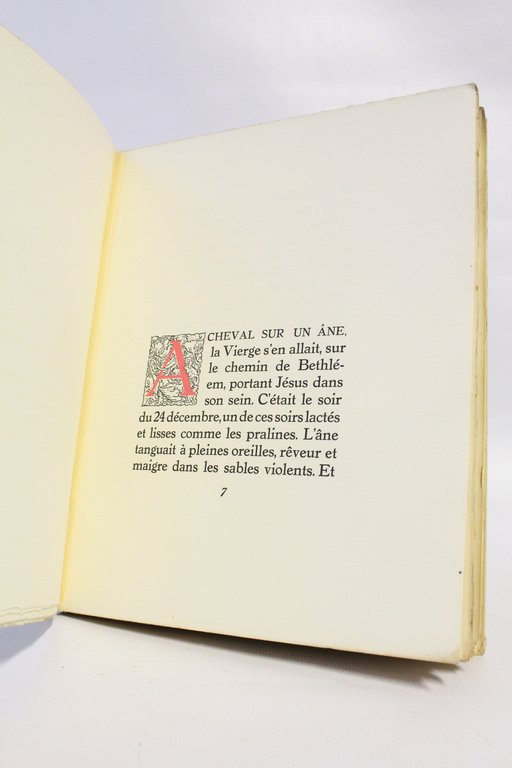 A CHEVAL SUR UN ÂNE,
la Vierge s'en allait, sur
le chemin de Bethlé-
em, portant Jésus dans
son sein. C'était le soir
du 24 décembre, un de ces soirs lactés
et lisses comme les pralines. L'âne
tanguait à pleines oreilles, rêveur et
maigre dans les sables violents. Et
7